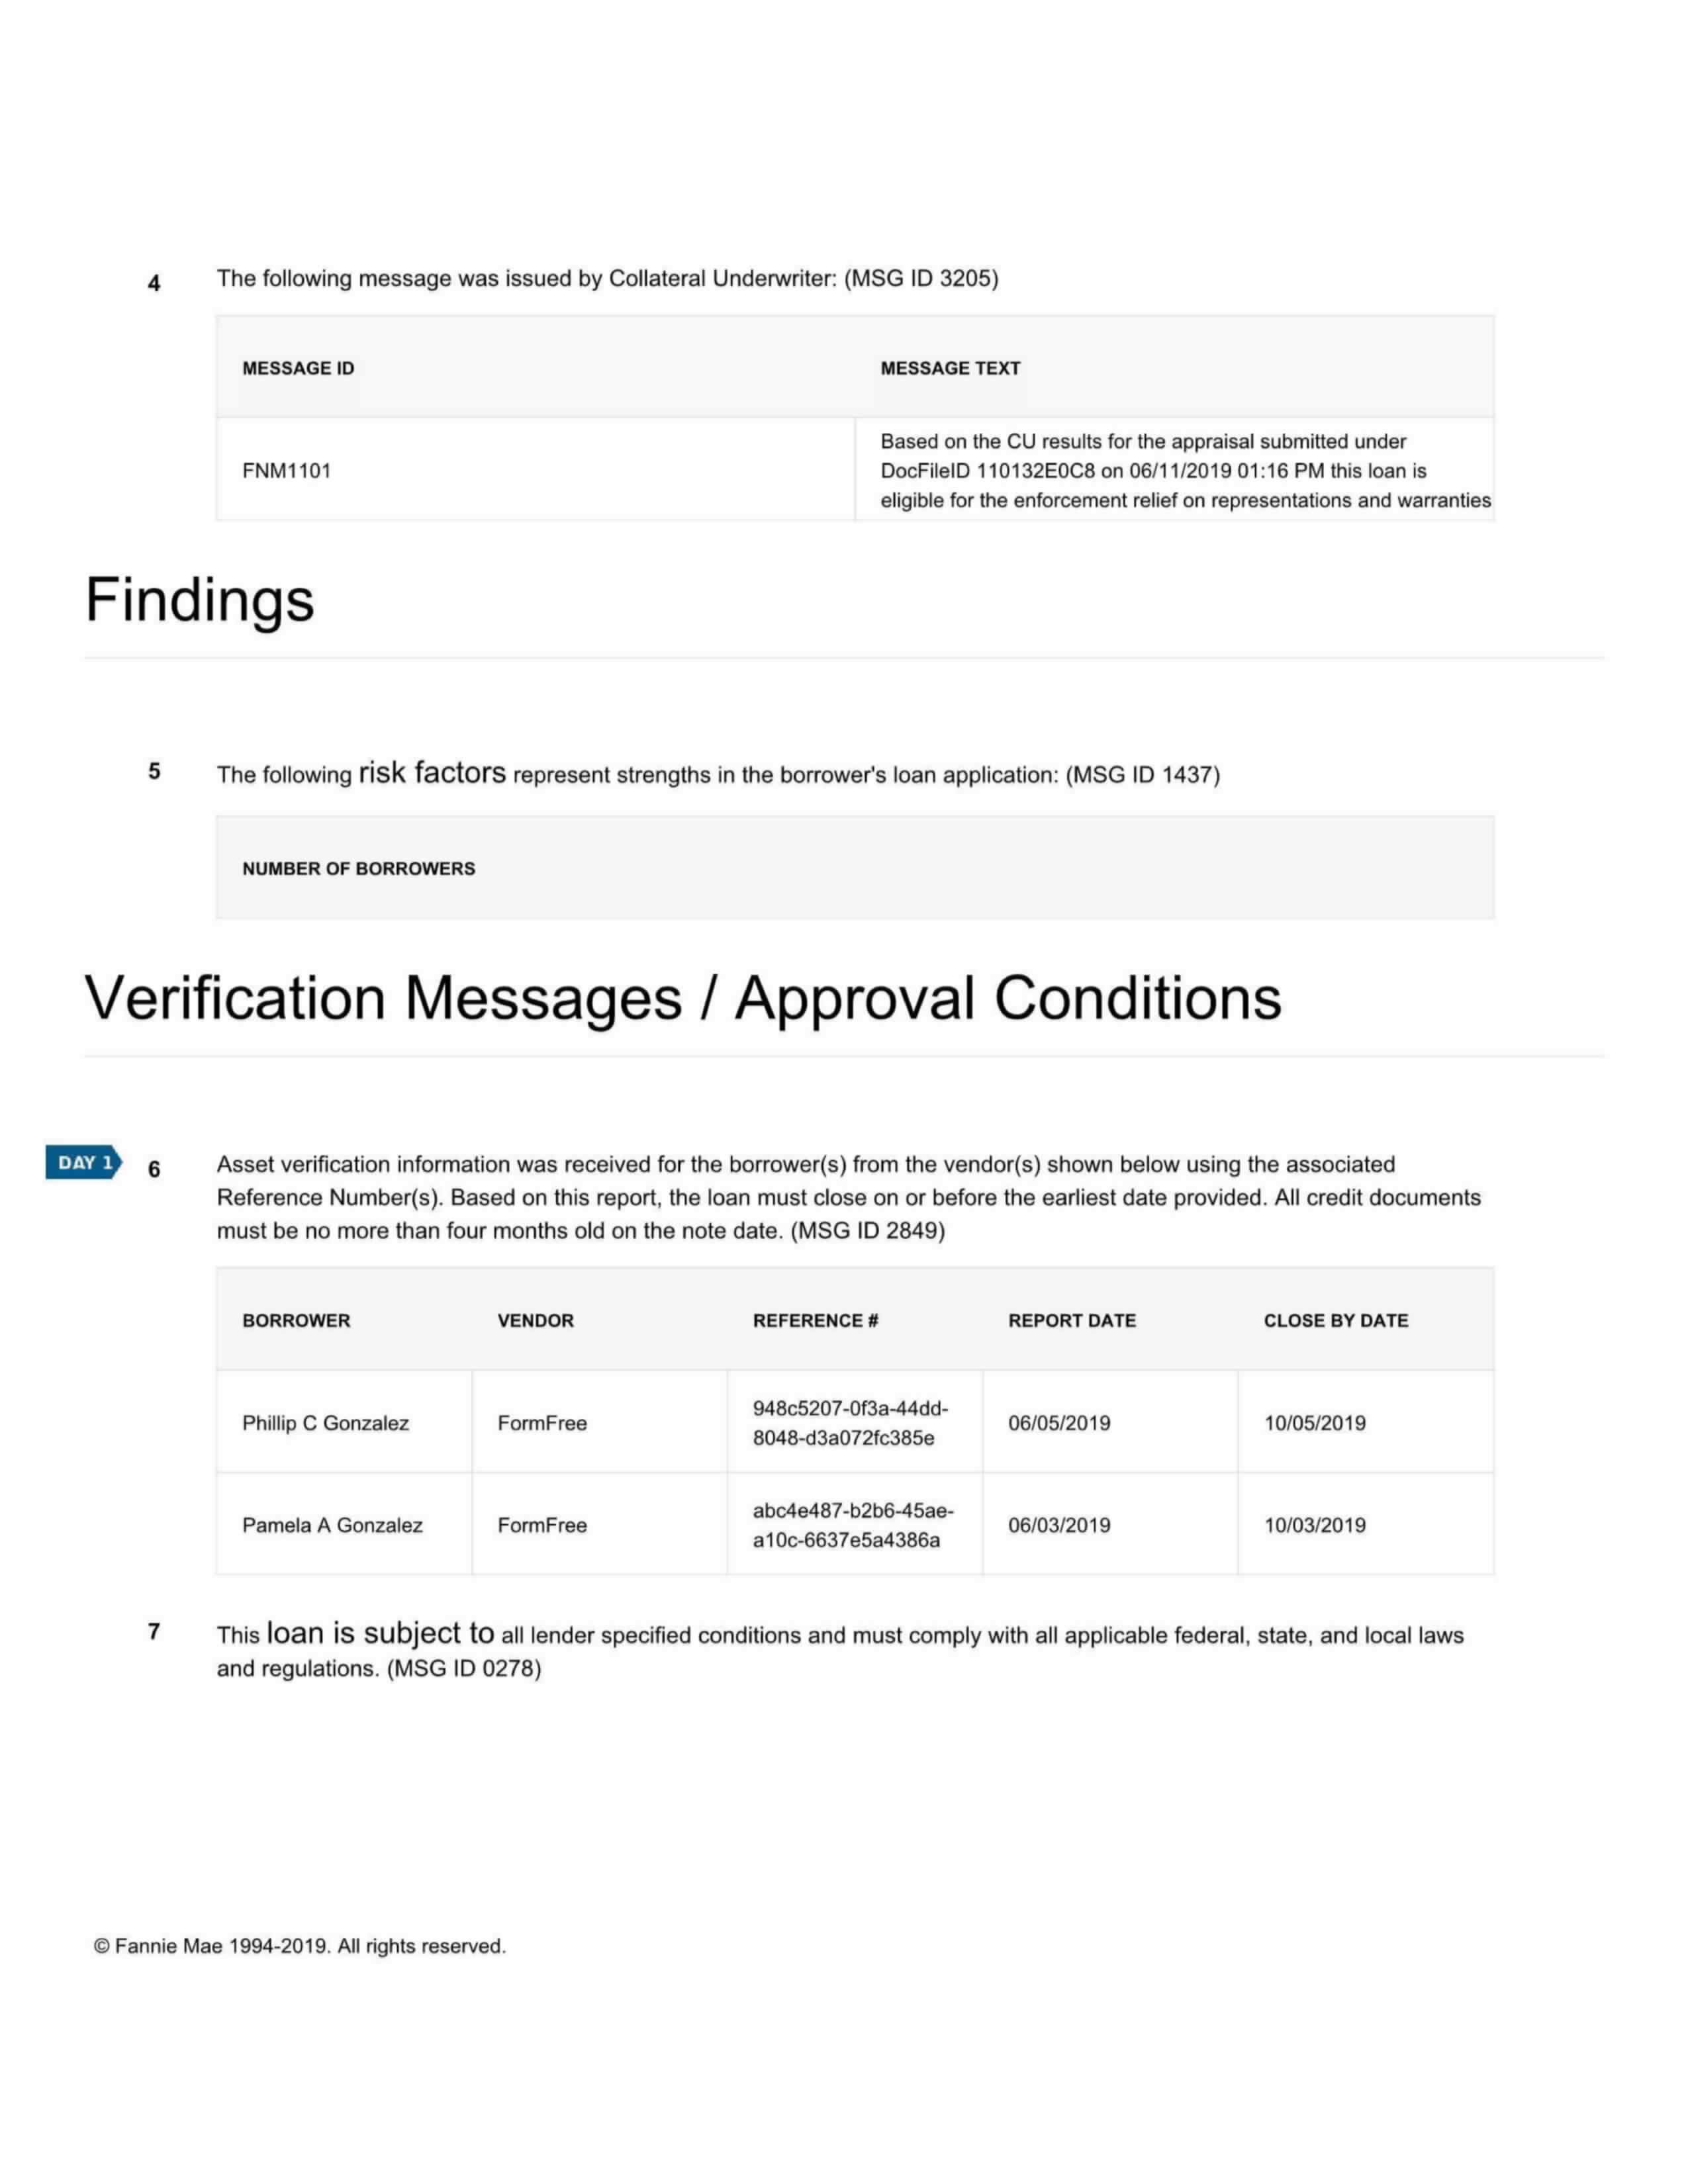 4 The following message was issued by Collateral Underwriter: (MSG ID 3205)
MESSAGE ID MESSAGE TEXT
FNM1101
Based on the CU results for the appraisal submitted under
DocFileID 110132E0C8 on 06/11/2019 01:16 PM this loan is
eligible for the enforcement relief on representations and warranties
Findings
5 The following risk factors represent strengths in the borrower's loan application: (MSG ID 1437)
NUMBER OF BORROWERS
Verification Messages / Approval Conditions
DAY 1 6 Asset verification information was received for the borrower(s) from the vendor(s) shown below using the associated
Reference Number(s). Based on this report, the loan must close on or before the earliest date provided. All credit documents
must be no more than four months old on the note date. (MSG ID 2849)
BORROWER VENDOR REFERENCE # REPORT DATE CLOSE BY DATE
Phillip C Gonzalez FormFree 948c5207-0f3a-44dd- 06/05/2019 10/05/2019
8048-d3a072fc385e
Pamela A Gonzalez FormFree abc4e487-b2b6-45ae- 06/03/2019 10/03/2019
a10c-6637e5a4386a
7 This loan is subject to all lender specified conditions and must comply with all applicable federal, state, and local laws
and regulations. (MSG ID 0278)
© Fannie Mae 1994-2019. All rights reserved.